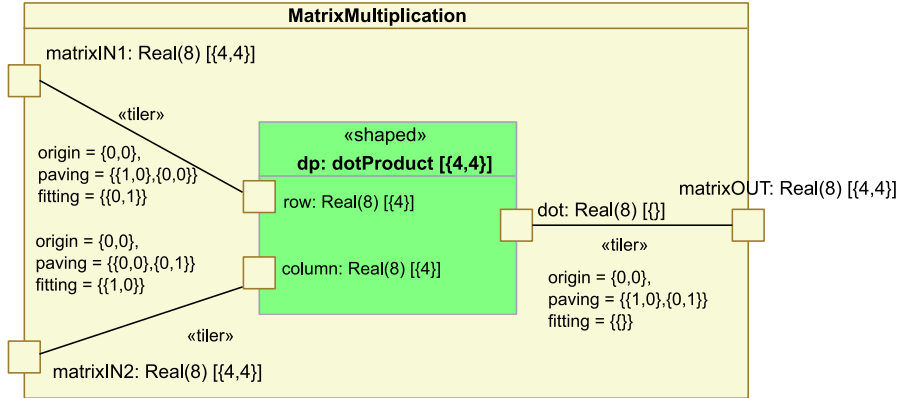 MatrixMultiplication
matrixIN1: Real(8) [{4,4}]
«tiler»
origin = {0,0},
paving = {{1,0},{0,0}}
fitting = {{0,1}}
«shaped»
dp: dotProduct [{4,4}]
row: Real(8) [{4}]
column: Real(8) [{4}]
origin = {0,0},
paving = {{0,0},{0,1}}
fitting = {{1,0}}
«tiler»
matrixIN2: Real(8) [{4,4}]
dot: Real(8) [{}]
matrixOUT: Real(8) [{4,4}]
«tiler»
origin = {0,0},
paving = {{1,0},{0,1}}
fitting = {{}}